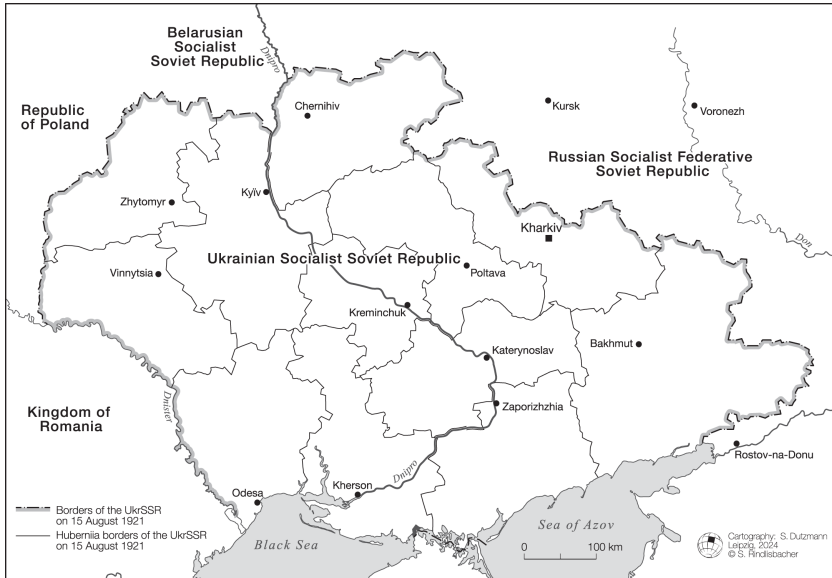 Belarusian
Socialist
Soviet Republic
Dnipro
Republic
of Poland
Chernihiv
Kursk
Voronezh
Russian Socialist Federative
Soviet Republic
Don
Zhytomyr
Kyïv
Kharkiv
Ukrainian Socialist Soviet Republic
Vinnytsia
Poltava
Kreminchuk
Katerynoslav
Bakhmut
Kingdom of
Romania
Dnister
Zaporizhzhia
Rostov-na-Donu
Dnipro
Kherson
Odesa
Black Sea
Sea of Azov
Borders of the UkrSSR
on 15 August 1921
Huberniia borders of the UkrSSR
on 15 August 1921
0 100 km
Cartography: S. Dutzmann
Leipzig, 2024
© S. Rindlisbacher